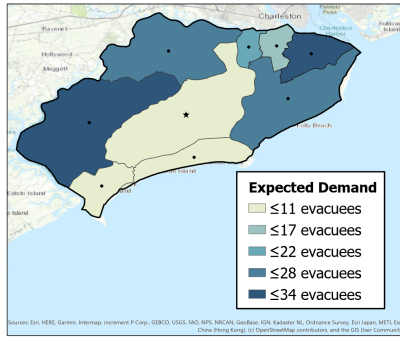 Charleston
Ravenel
Hollywood
Meggett
Folly Beach
Edisto Island
Expected Demand
≤11 evacuees
≤17 evacuees
≤22 evacuees
≤28 evacuees
≤34 evacuees
Sources: Esri, HERE, Garmin, Intermap, increment P Corp., GEBCO, USGS, FAO, NPS, NRCAN, GeoBase, IGN, Kadaster NL, Ordnance Survey, Esri Japan, METI, Esri
China (Hong Kong), (c) OpenStreetMap contributors, and the GIS User Community